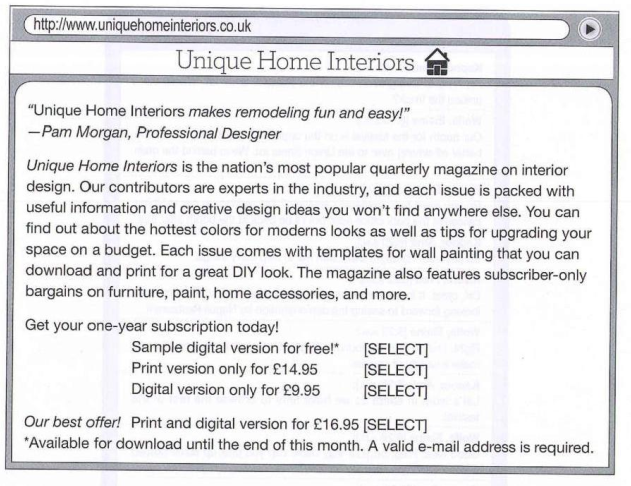 http://www.uniquehomeinteriors.co.uk
Unique Home Interiors
"Unique Home Interiors makes remodeling fun and easy!"
—Pam Morgan, Professional Designer
Unique Home Interiors is the nation's most popular quarterly magazine on interior
design. Our contributors are experts in the industry, and each issue is packed with
useful information and creative design ideas you won't find anywhere else. You can
find out about the hottest colors for moderns looks as well as tips for upgrading your
space on a budget. Each issue comes with templates for wall painting that you can
download and print for a great DIY look. The magazine also features subscriber-only
bargains on furniture, paint, home accessories, and more.
Get your one-year subscription today!
Sample digital version for free!* [SELECT]
Print version only for £14.95 [SELECT]
Digital version only for £9.95 [SELECT]
Our best offer! Print and digital version for £16.95 [SELECT]
*Available for download until the end of this month. A valid e-mail address is required.